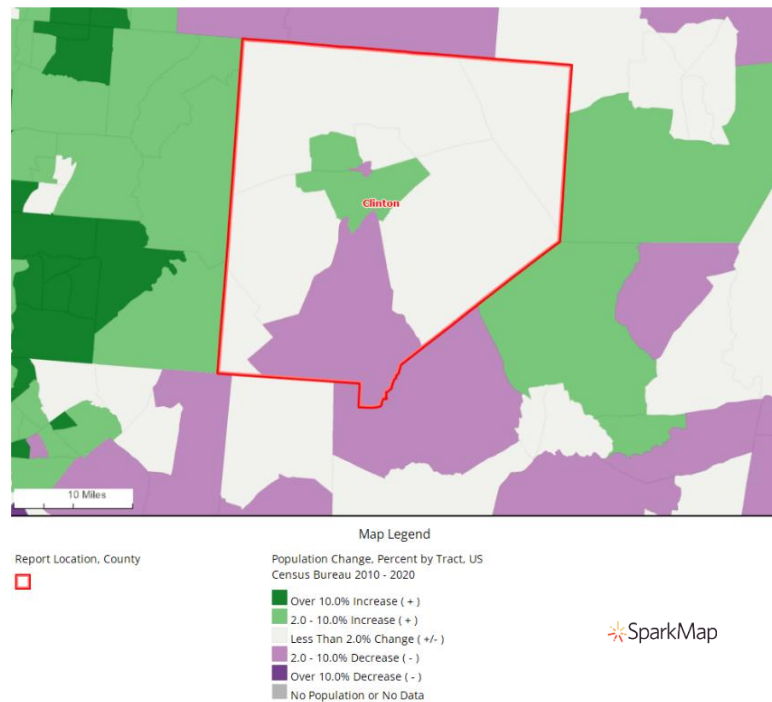 Clinton
10 Miles
Map Legend
Report Location, County
Population Change, Percent by Tract, US
Census Bureau 2010 - 2020
Over 10.0% Increase ( + )
2.0 - 10.0% Increase ( + )
Less Than 2.0% Change ( +/- )
2.0 - 10.0% Decrease ( - )
Over 10.0% Decrease ( - )
No Population or No Data
SparkMap